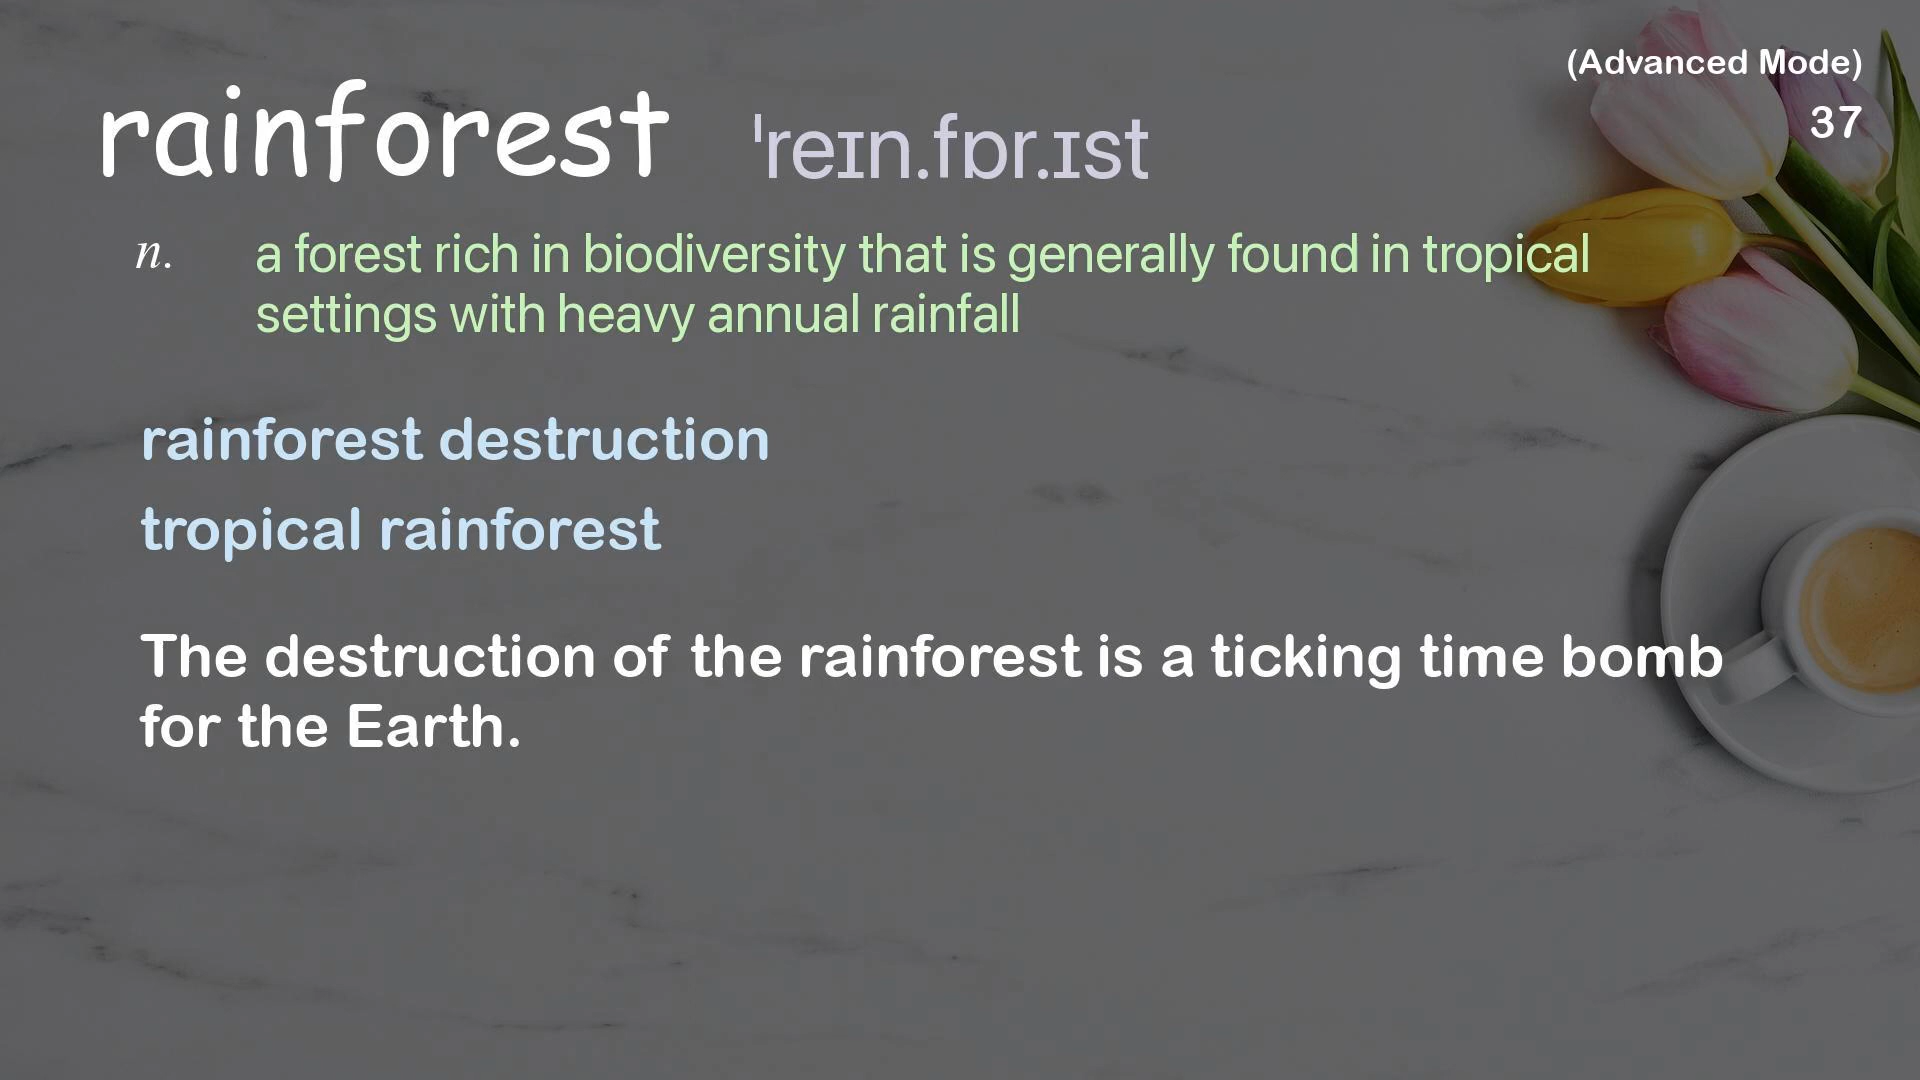 (Advanced Mode)
37
rainforest ˈreɪn.fɒr.ɪst
n. a forest rich in biodiversity that is generally found in tropical
settings with heavy annual rainfall
rainforest destruction
tropical rainforest
The destruction of the rainforest is a ticking time bomb
for the Earth.